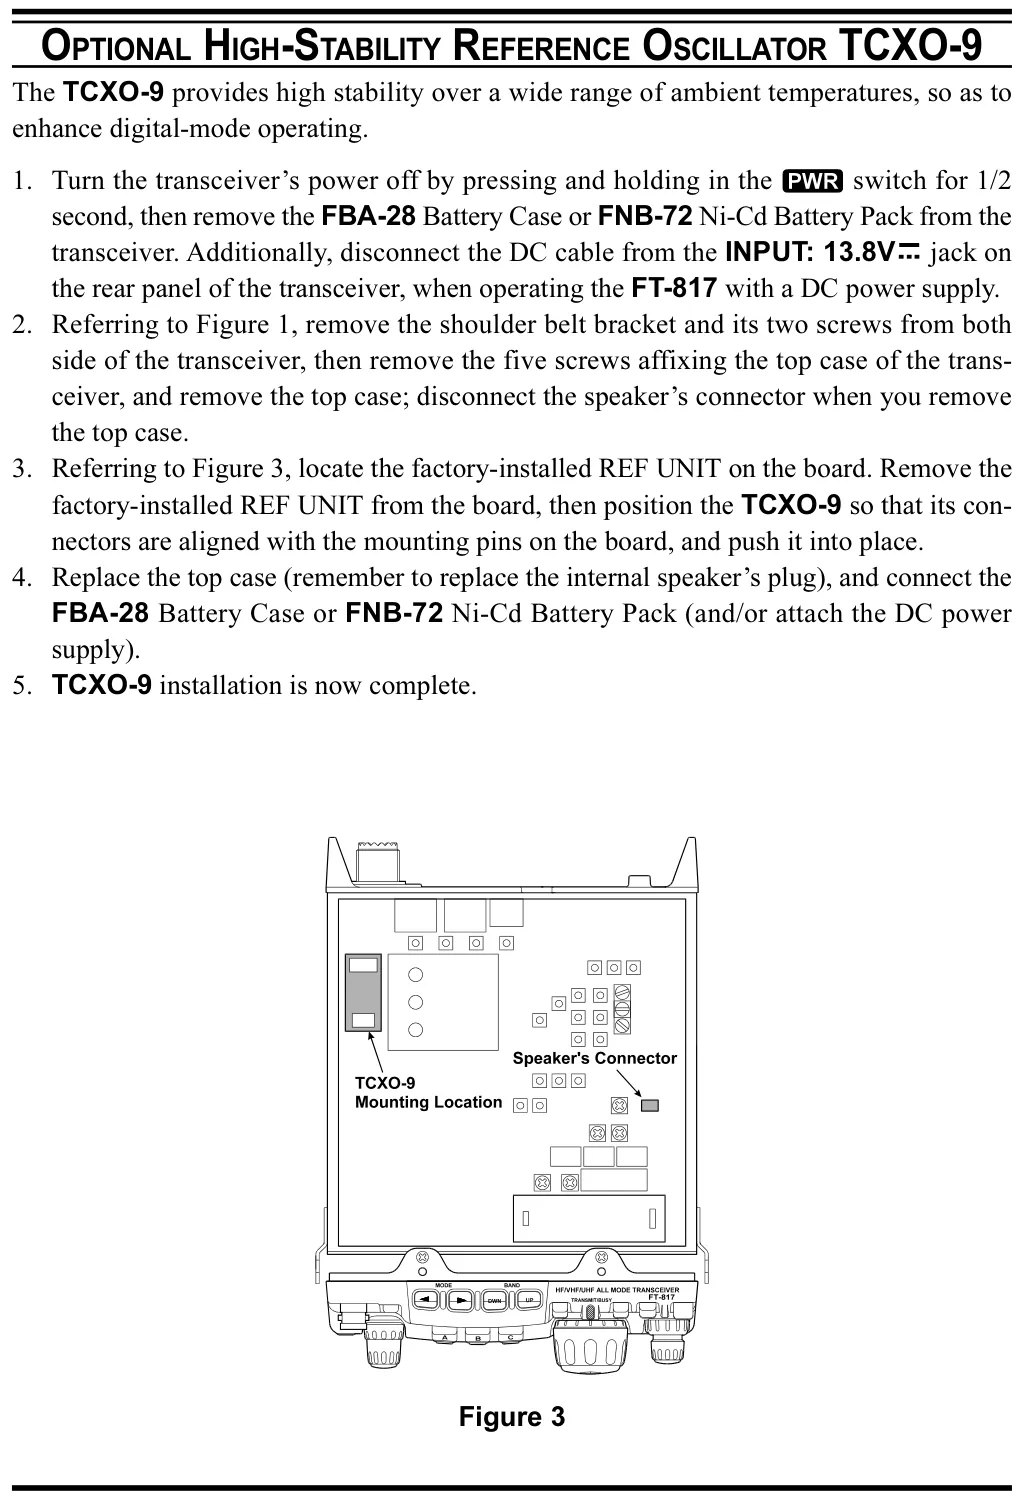 OPTIONAL HIGH-STABILITY REFERENCE OSCILLATOR TCXO-9
The TCXO-9 provides high stability over a wide range of ambient temperatures, so as to
enhance digital-mode operating.
1. Turn the transceiver’s power off by pressing and holding in the PWR switch for 1/2
second, then remove the FBA-28 Battery Case or FNB-72 Ni-Cd Battery Pack from the
transceiver. Additionally, disconnect the DC cable from the INPUT: 13.8V⎓ jack on
the rear panel of the transceiver, when operating the FT-817 with a DC power supply.
2. Referring to Figure 1, remove the shoulder belt bracket and its two screws from both
side of the transceiver, then remove the five screws affixing the top case of the trans-
ceiver, and remove the top case; disconnect the speaker’s connector when you remove
the top case.
3. Referring to Figure 3, locate the factory-installed REF UNIT on the board. Remove the
factory-installed REF UNIT from the board, then position the TCXO-9 so that its con-
nectors are aligned with the mounting pins on the board, and push it into place.
4. Replace the top case (remember to replace the internal speaker’s plug), and connect the
FBA-28 Battery Case or FNB-72 Ni-Cd Battery Pack (and/or attach the DC power
supply).
5. TCXO-9 installation is now complete.
Speaker's Connector
TCXO-9
Mounting Location
MODE
BAND
DWN
UP
HF/VHF/UHF ALL MODE TRANSCEIVER
FT-817
TRANSMIT/BUSY
A
B
C
Figure 3